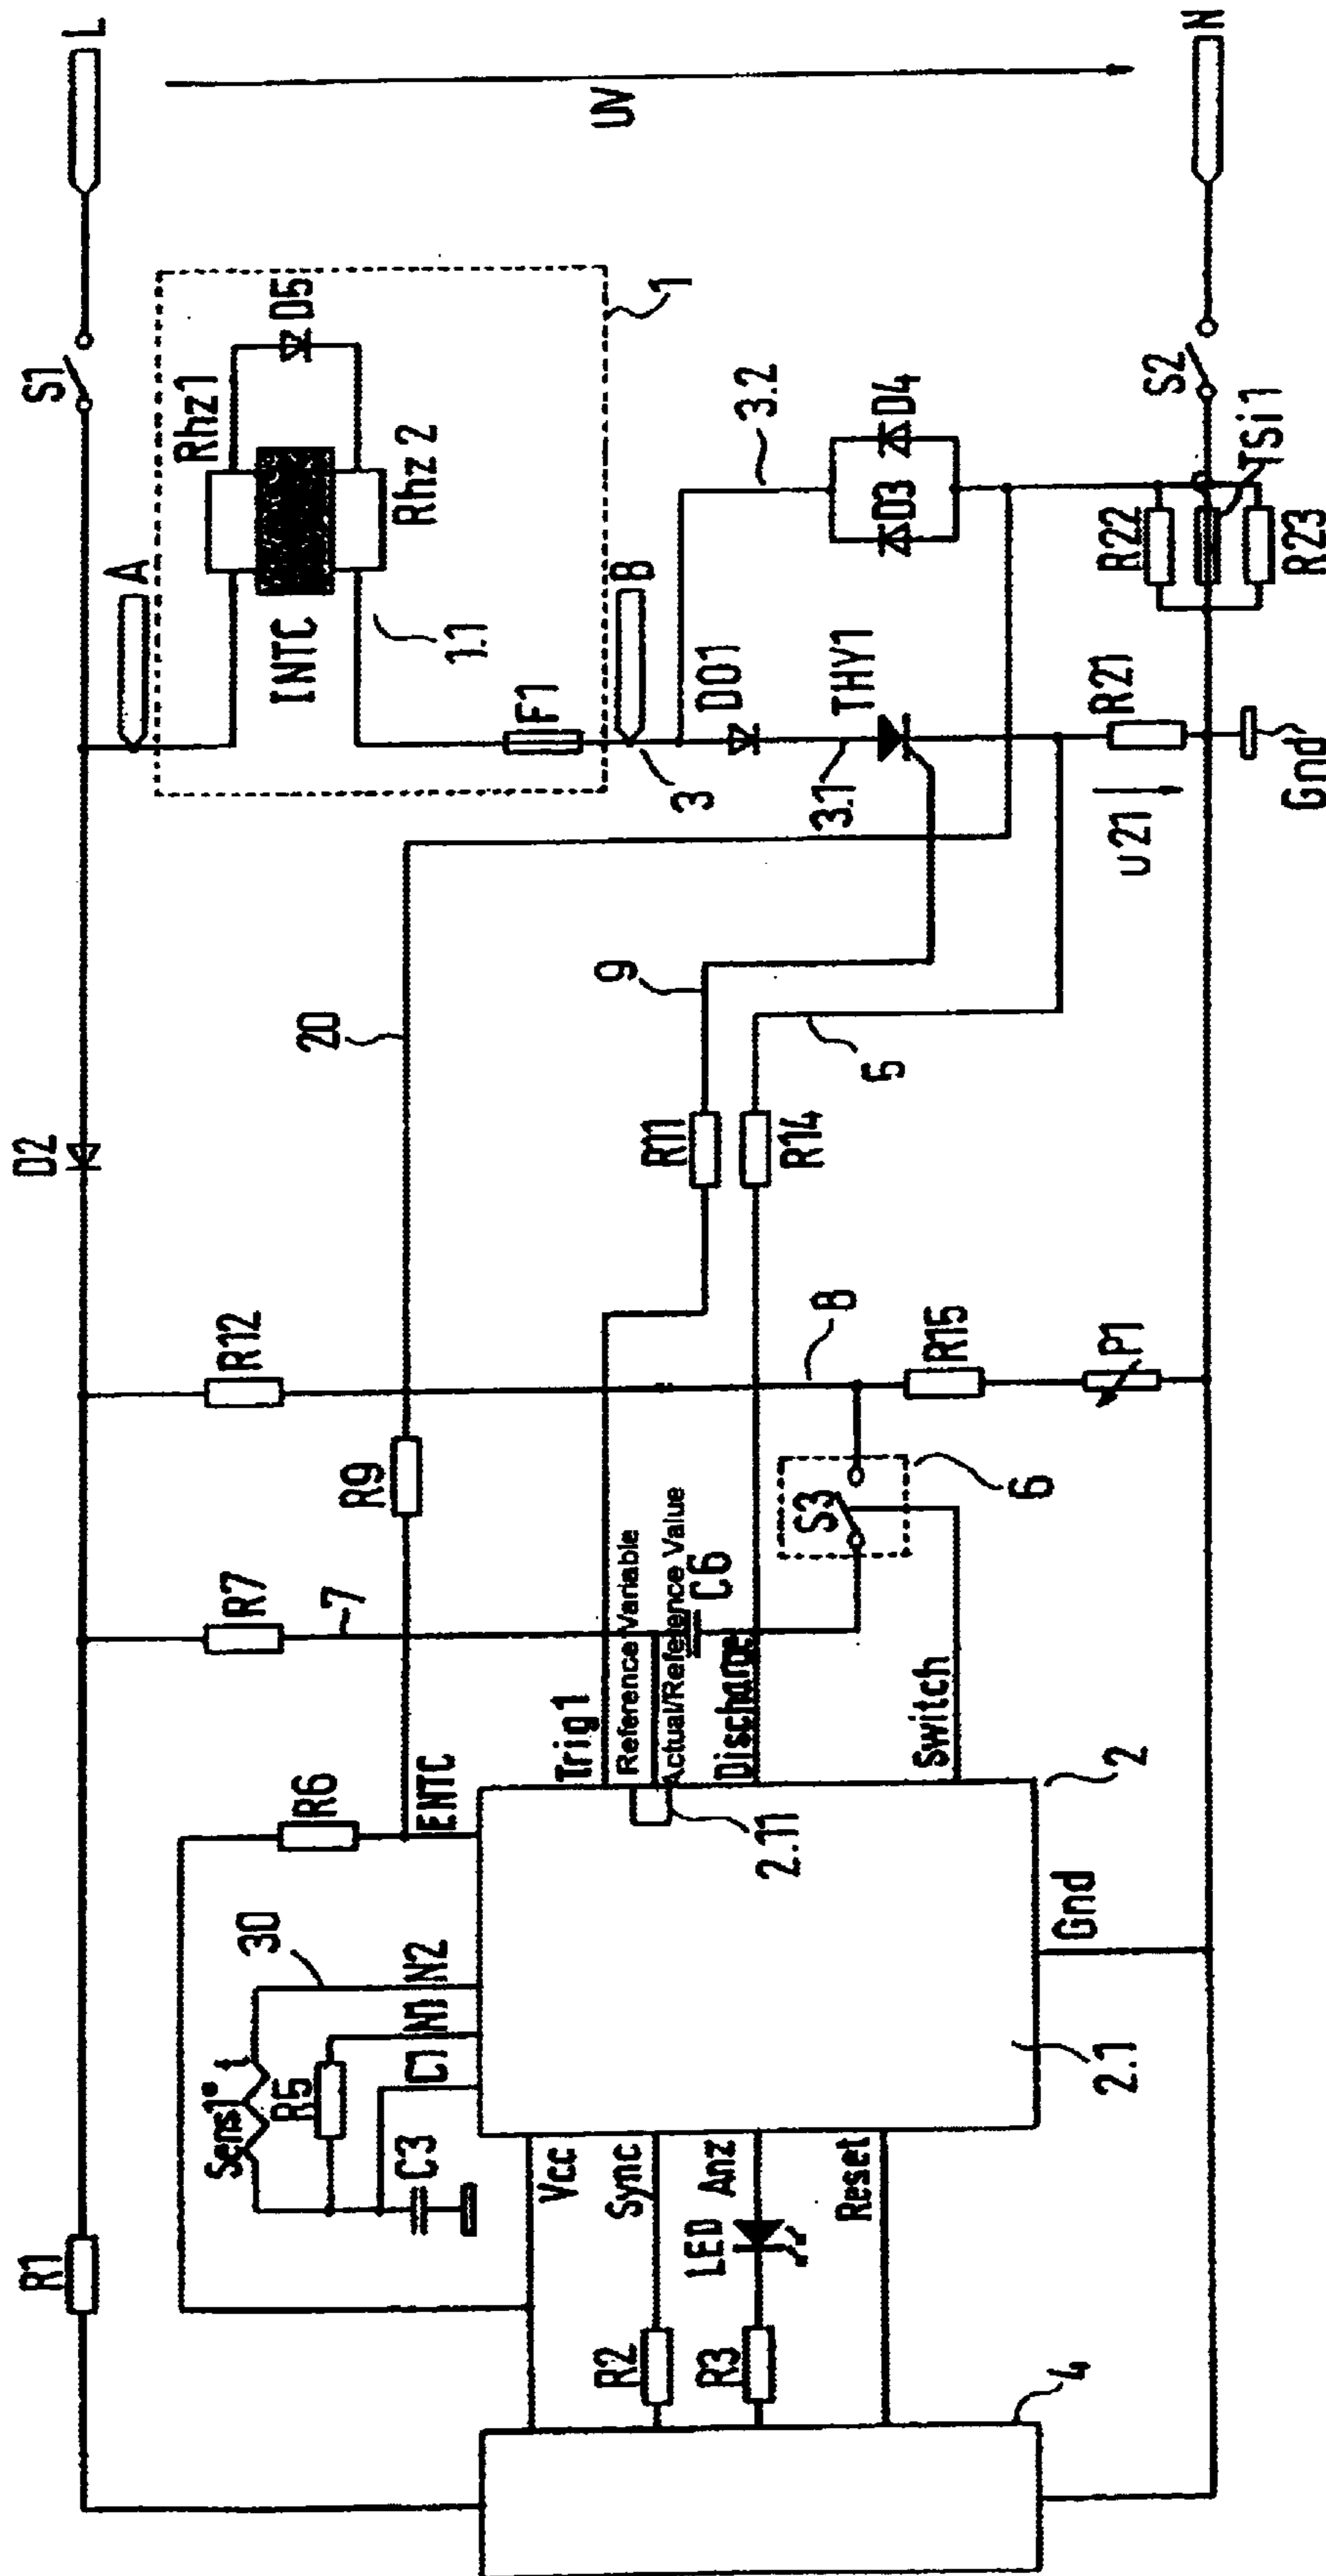 L
N
UV
S1
S2
A
Rhz1
D5
INTC
Rhz 2
1.1
1
F1
B
3
D01
3.1
THY1
3.2
D3
D4
R22
TSi1
R23
R21
U21
Gnd
D2
20
9
R11
R14
5
R12
R9
8
R15
P1
S3
6
R7
7
C6
Trig1
Reference Variable
Actual/Reference Value
Discharge
Switch
R6
ENTC
2.11
2
30
Sens1
R5
C3
C1
N1
N2
Gnd
2.1
R1
Vcc
Sync
Anz
Reset
LED
R2
R3
4